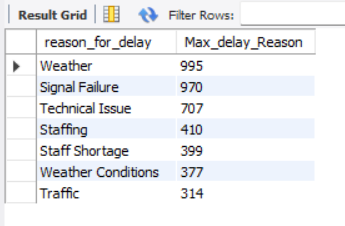 Result Grid Filter Rows:
reason_for_delay Max_delay_Reason
Weather 995
Signal Failure 970
Technical Issue 707
Staffing 410
Staff Shortage 399
Weather Conditions 377
Traffic 314